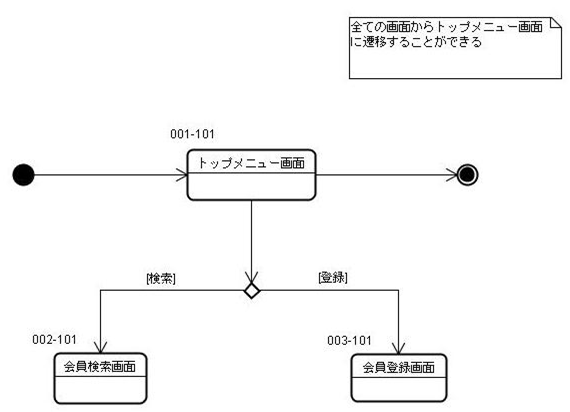 全ての画面からトップメニュー画面
に遷移することができる
001-101
トップメニュー画面
[検索]
[登録]
002-101
会員検索画面
003-101
会員登録画面